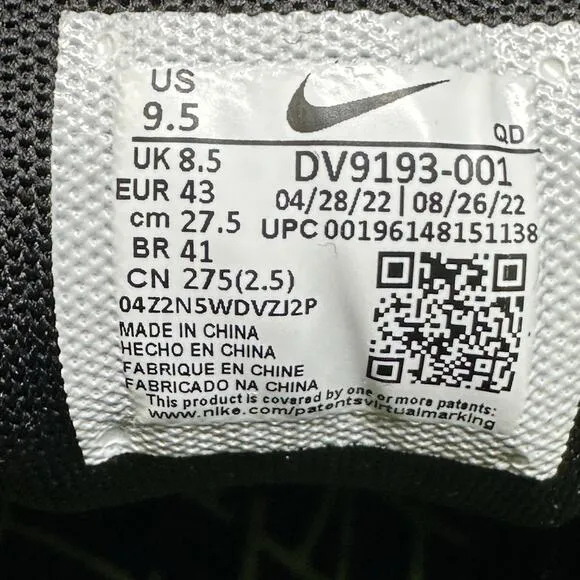 US
9.5
QD
UK 8.5
DV9193-001
EUR 43
04/28/22 | 08/26/22
cm 27.5
UPC 00196148151138
BR 41
CN 275(2.5)
04Z2N5WDVZJ2P
MADE IN CHINA
HECHO EN CHINA
FABRIQUE EN CHINE
FABRICADO NA CHINA
This product is covered by one or more patents:
www.nike.com/patentsvirtualmarking